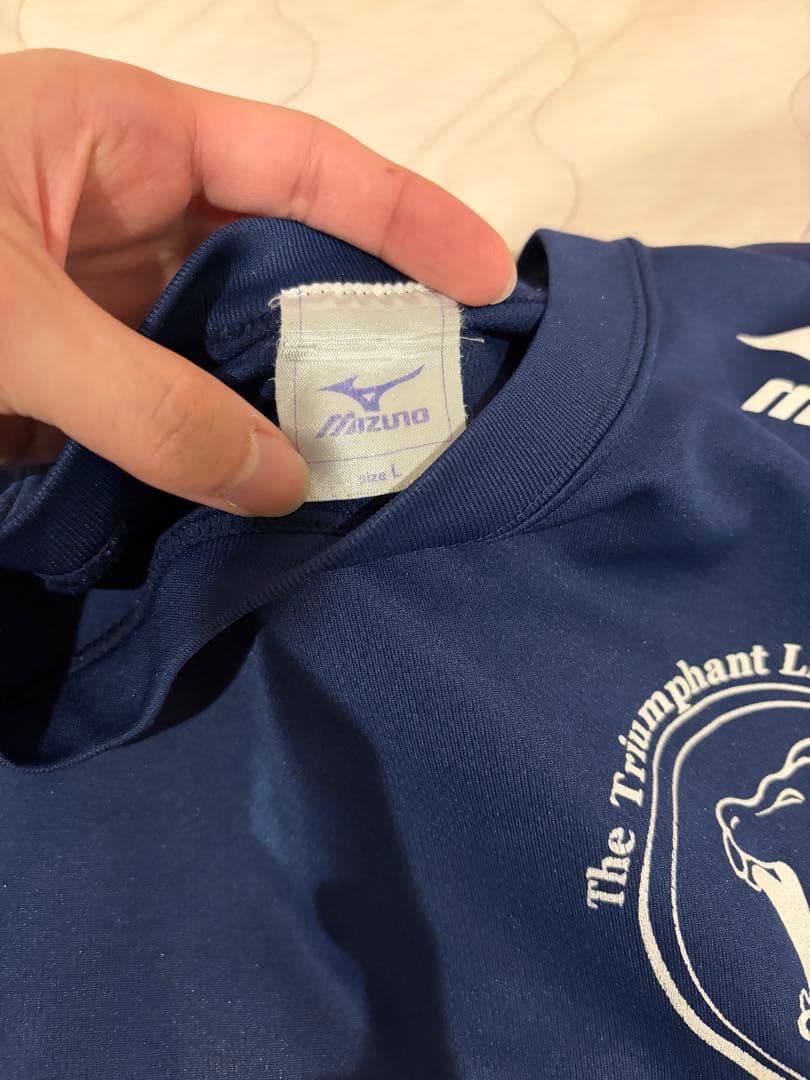 MIZUNO
size L
The Triumphant